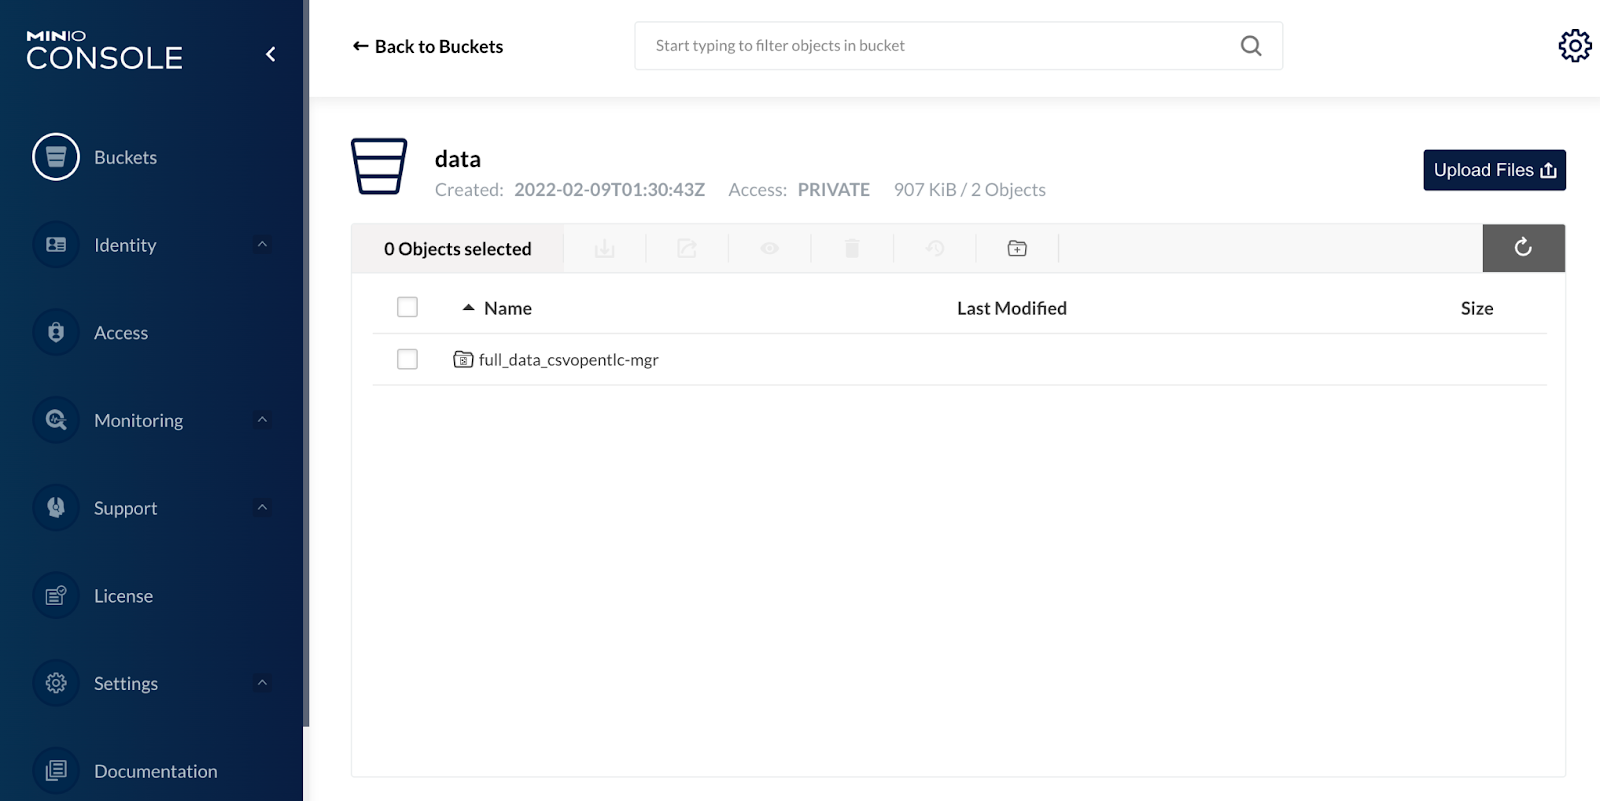 MINIO
CONSOLE
Buckets
Identity
Access
Monitoring
Support
License
Settings
Documentation
← Back to Buckets
Start typing to filter objects in bucket
data
Created: 2022-02-09T01:30:43Z Access: PRIVATE 907 KiB / 2 Objects
Upload Files
0 Objects selected
Name Last Modified Size
full_data_csvopentlc-mgr